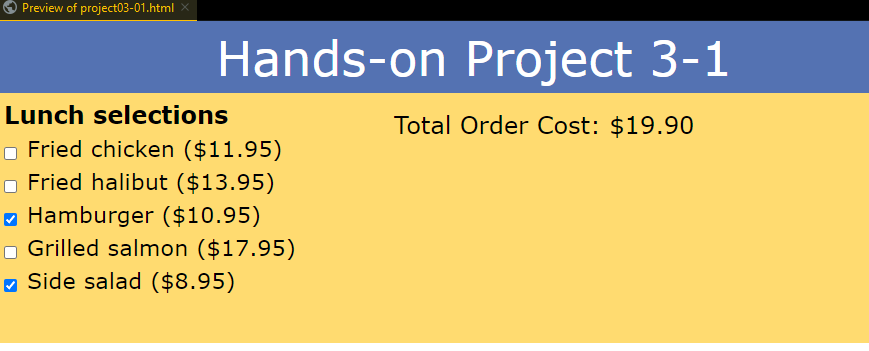 Preview of project03-01.html
Hands-on Project 3-1
Lunch selections
Fried chicken ($11.95)
Fried halibut ($13.95)
Hamburger ($10.95)
Grilled salmon ($17.95)
Side salad ($8.95)
Total Order Cost: $19.90